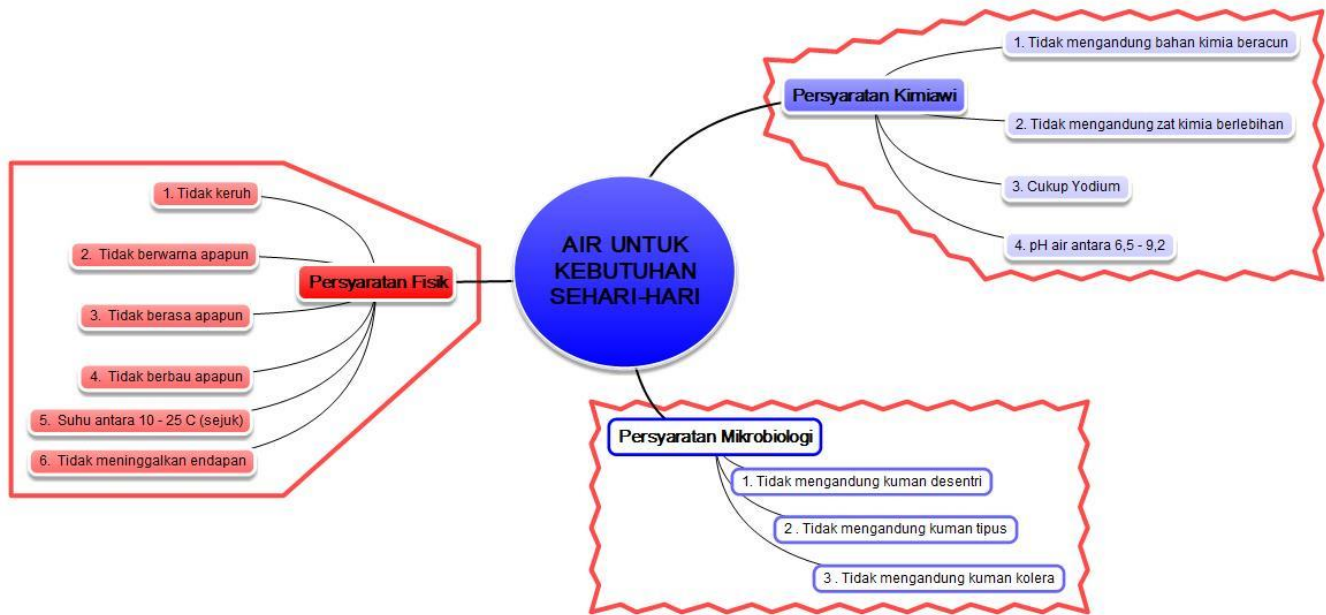 AIR UNTUK
KEBUTUHAN
SEHARI-HARI
Persyaratan Fisik
1. Tidak keruh
2. Tidak berwarna apapun
3. Tidak berasa apapun
4. Tidak berbau apapun
5. Suhu antara 10 - 25 C (sejuk)
6. Tidak meninggalkan endapan
Persyaratan Kimiawi
1. Tidak mengandung bahan kimia beracun
2. Tidak mengandung zat kimia berlebihan
3. Cukup Yodium
4. pH air antara 6,5 - 9,2
Persyaratan Mikrobiologi
1. Tidak mengandung kuman desentri
2 . Tidak mengandung kuman tipus
3 . Tidak mengandung kuman kolera